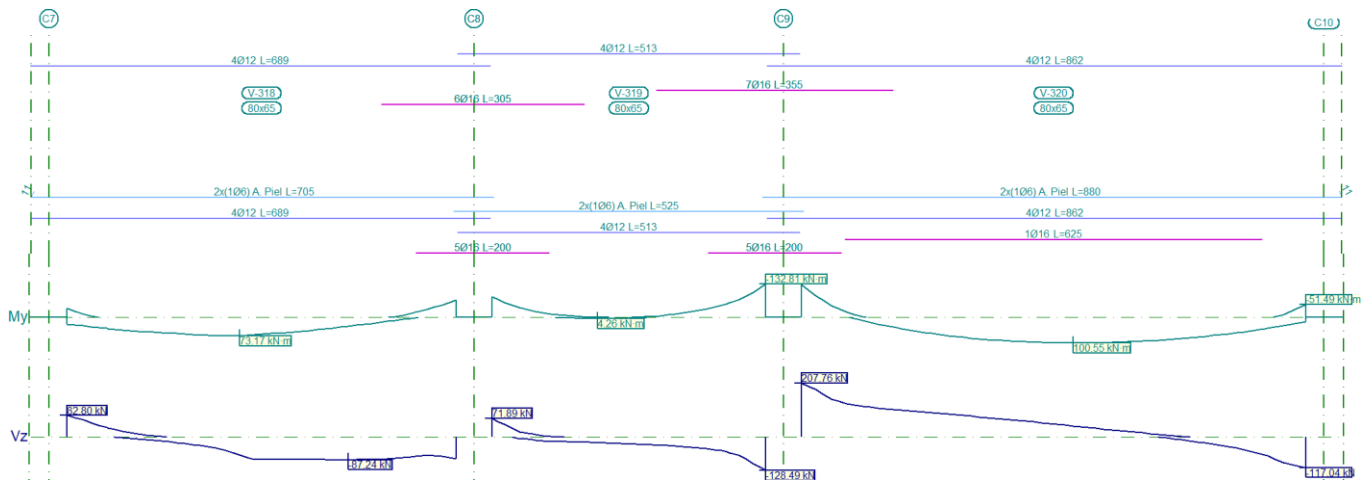 C7
C8
C9
C10
4Ø12 L=513
4Ø12 L=689
4Ø12 L=862
7Ø16 L=355
V-318
V-319
V-320
80x65
80x65
80x65
6Ø16 L=305
11
2x(1Ø6) A. Piel L=705
2x(1Ø6) A. Piel L=880
11
2x(1Ø6) A. Piel L=525
4Ø12 L=689
4Ø12 L=862
4Ø12 L=513
1Ø16 L=625
5Ø16 L=200
5Ø16 L=200
-132.81 kN·m
-51.49 kN·m
My
4.26 kN·m
73.17 kN·m
100.55 kN·m
207.76 kN
62.80 kN
71.89 kN
Vz
-87.24 kN
-128.49 kN
-117.04 kN